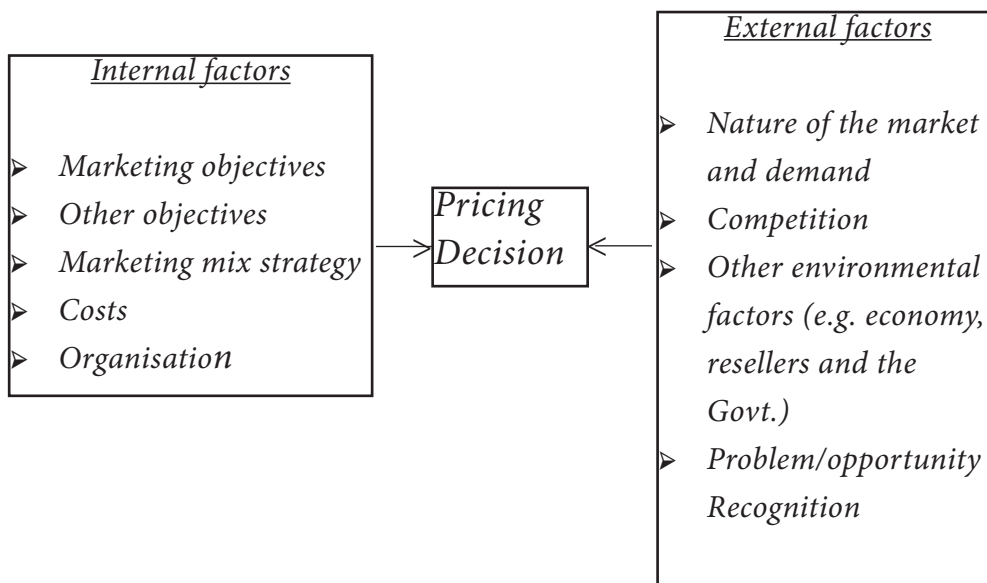 Internal factors
➢ Marketing objectives
➢ Other objectives
➢ Marketing mix strategy
➢ Costs
➢ Organisation
Pricing
Decision
External factors
➢ Nature of the market
and demand
➢ Competition
➢ Other environmental
factors (e.g. economy,
resellers and the
Govt.)
➢ Problem/opportunity
Recognition